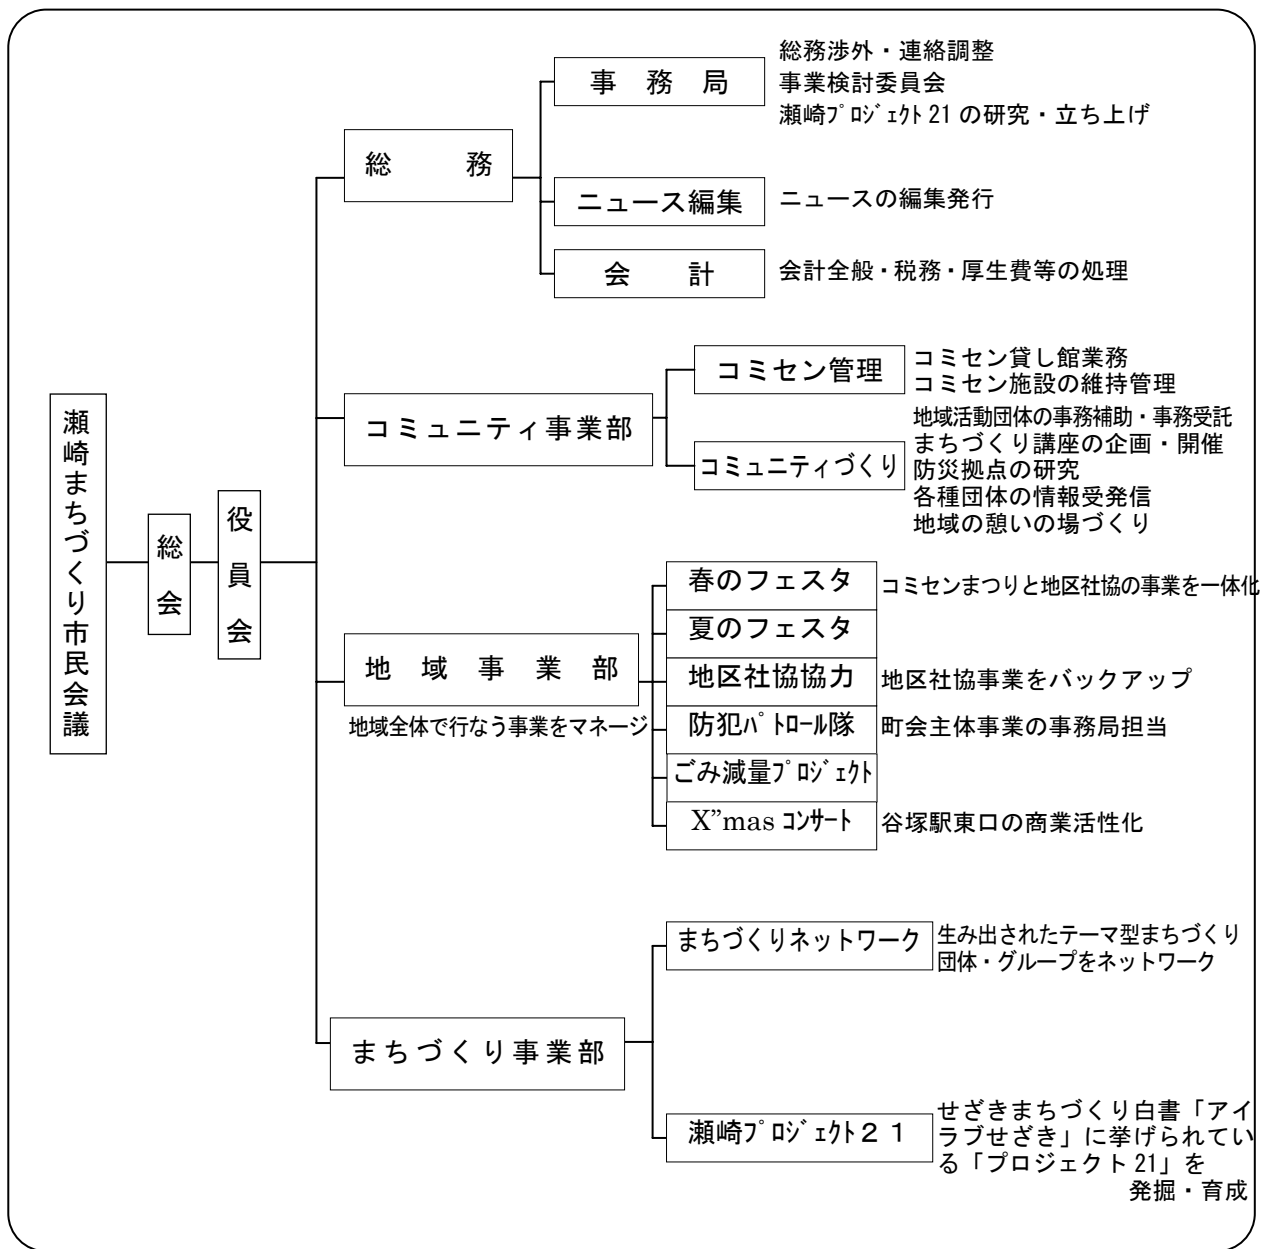 瀬崎まちづくり市民会議
総会
役員会
総務
事務局
総務渉外・連絡調整
事業検討委員会
瀬崎ﾌﾟﾛｼﾞｪｸﾄ21の研究・立ち上げ
ニュース編集
ニュースの編集発行
会計
会計全般・税務・厚生費等の処理
コミュニティ事業部
コミセン管理
コミセン貸し館業務
コミセン施設の維持管理
コミュニティづくり
地域活動団体の事務補助・事務受託
まちづくり講座の企画・開催
防災拠点の研究
各種団体の情報受発信
地域の憩いの場づくり
地域事業部
地域全体で行なう事業をマネージ
春のフェスタ
コミセンまつりと地区社協の事業を一体化
夏のフェスタ
地区社協協力
地区社協事業をバックアップ
防犯ﾊﾟﾄﾛｰﾙ隊
町会主体事業の事務局担当
ごみ減量ﾌﾟﾛｼﾞｪｸﾄ
X”mas ｺﾝｻｰﾄ
谷塚駅東口の商業活性化
まちづくり事業部
まちづくりネットワーク
生み出されたテーマ型まちづくり
団体・グループをネットワーク
瀬崎ﾌﾟﾛｼﾞｪｸﾄ２１
せざきまちづくり白書「アイ
ラブせざき」に挙げられてい
る「プロジェクト21」を
発掘・育成